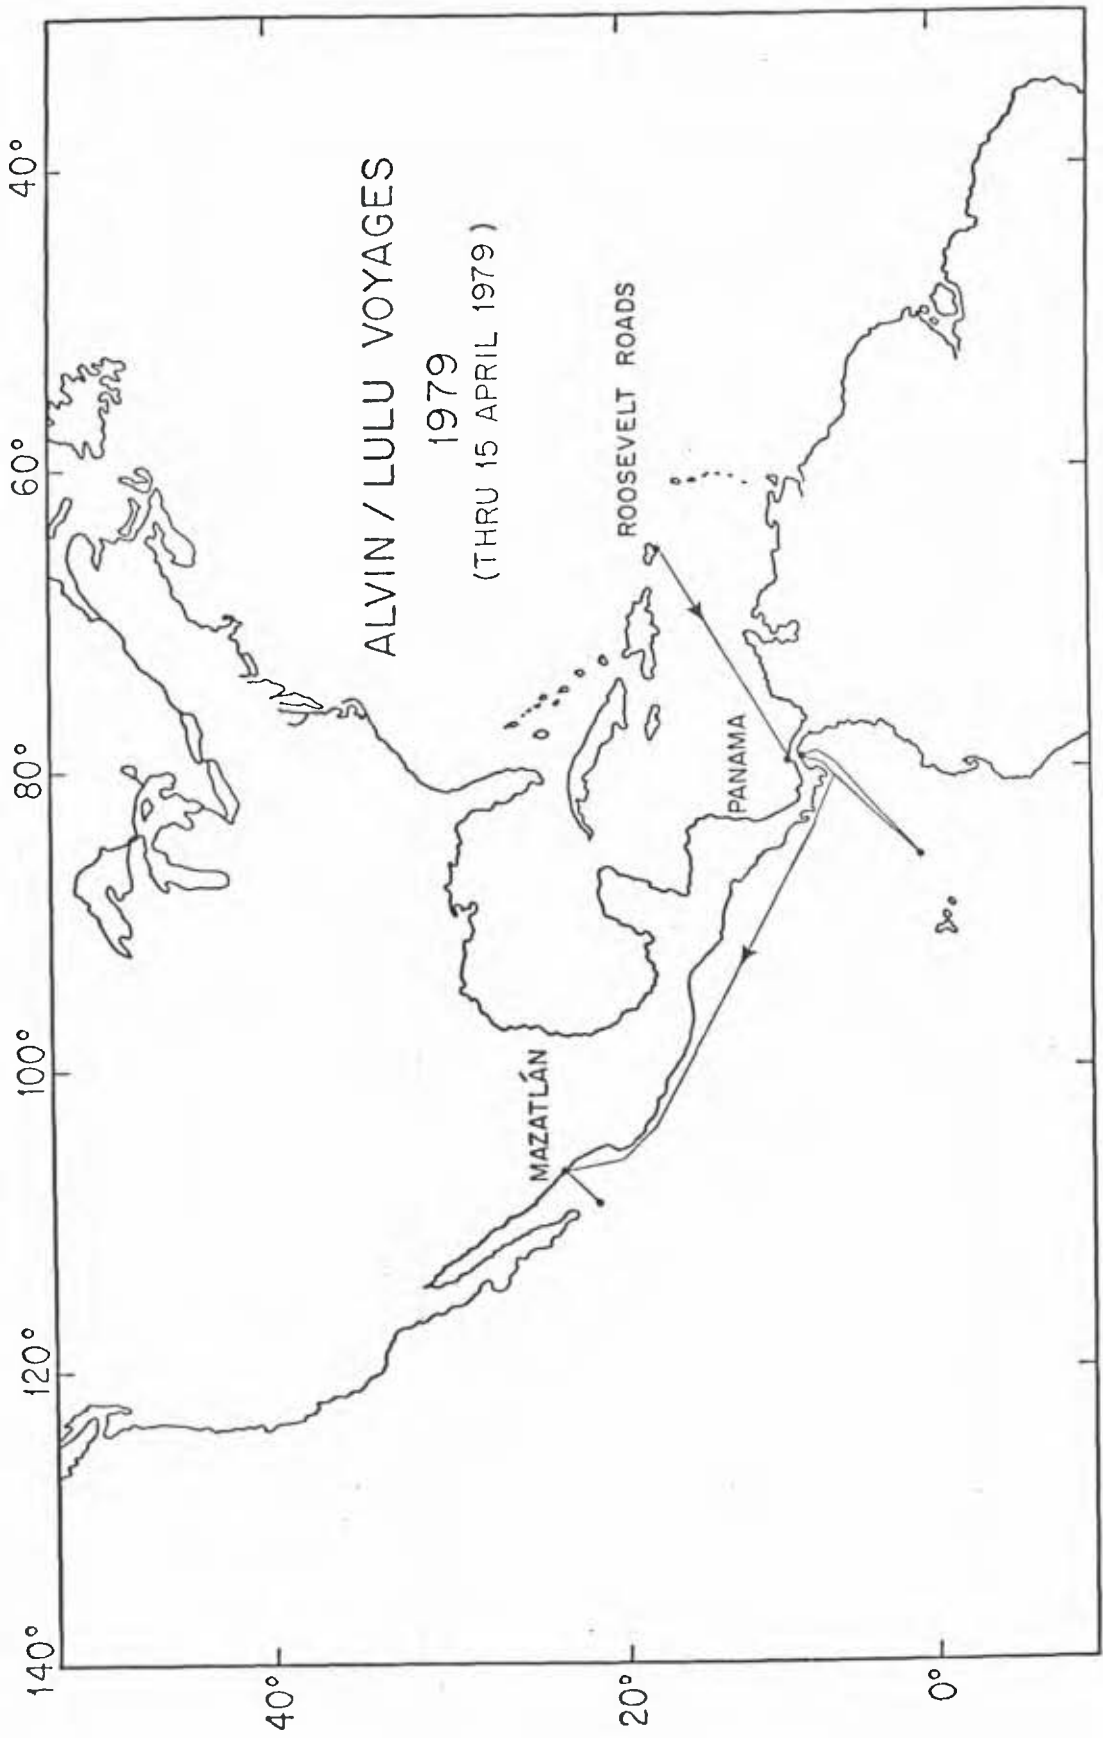 140°
120°
100°
80°
60°
40°
40°
20°
0°
ALVIN / LULU VOYAGES
1979
(THRU 15 APRIL 1979)
MAZATLÁN
PANAMA
ROOSEVELT ROADS